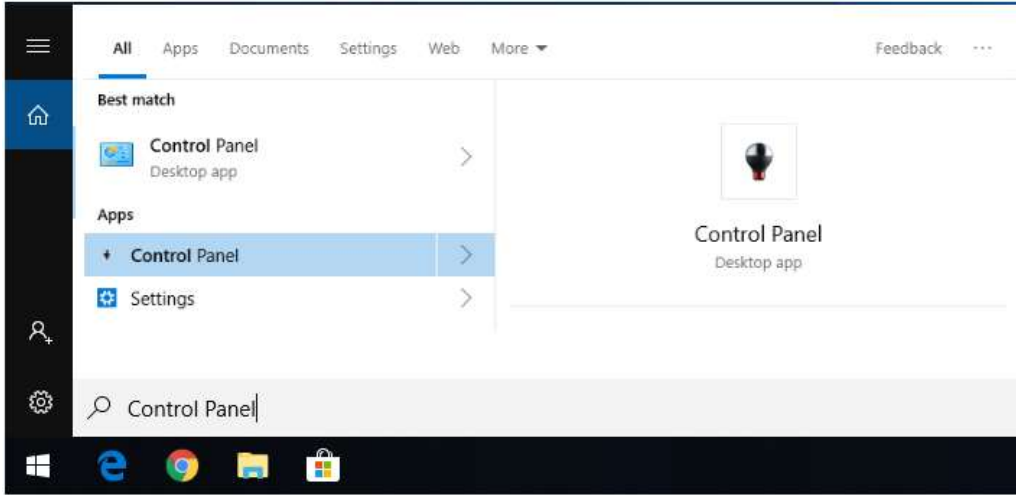 All Apps Documents Settings Web More Feedback ...
Best match
Control Panel
Desktop app
Apps
Control Panel
Settings
Control Panel
Desktop app
Control Panel